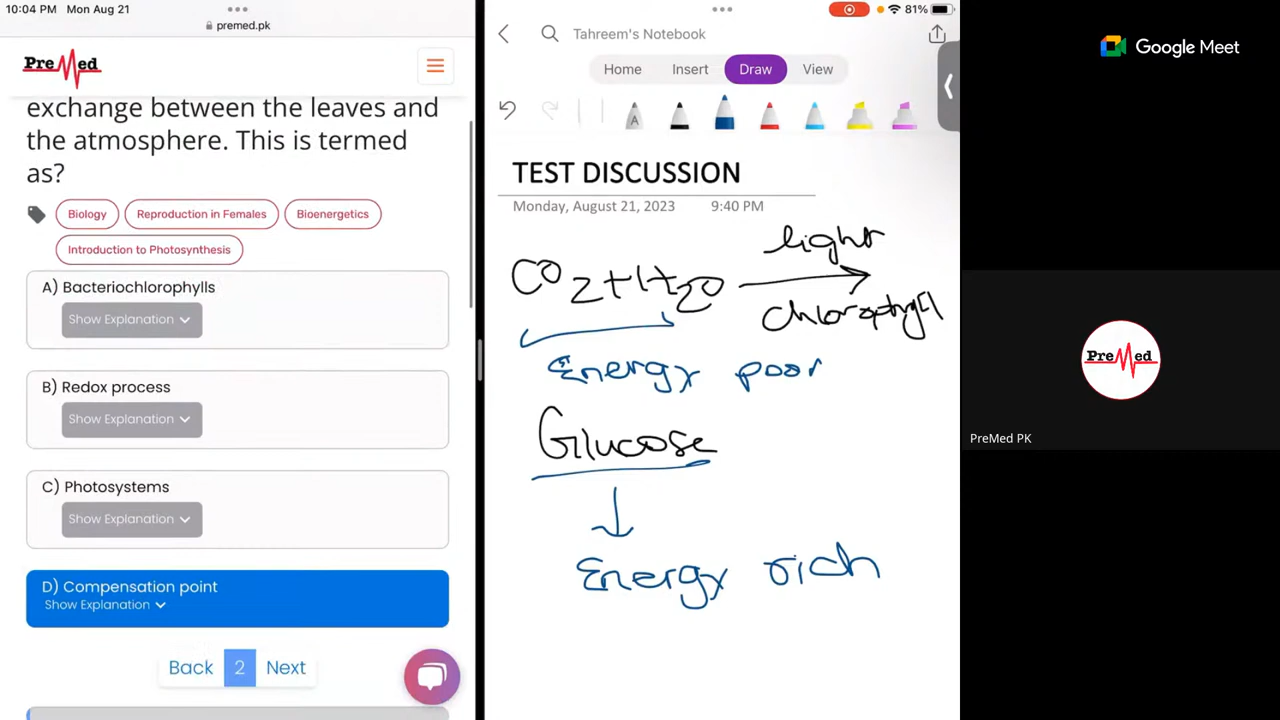 10:04 PM Mon Aug 21
premed.pk
PreMed
exchange between the leaves and
the atmosphere. This is termed
as?
Biology
Reproduction in Females
Bioenergetics
Introduction to Photosynthesis
A) Bacteriochlorophylls
Show Explanation
B) Redox process
Show Explanation
C) Photosystems
Show Explanation
D) Compensation point
Show Explanation
Back 2 Next
81%
Tahreem's Notebook
Home Insert Draw View
A
TEST DISCUSSION
Monday, August 21, 2023 9:40 PM
light
CO2+H2O
chlorophyll
Energy poor
Glucose
Energy rich
Google Meet
PreMed
PreMed PK